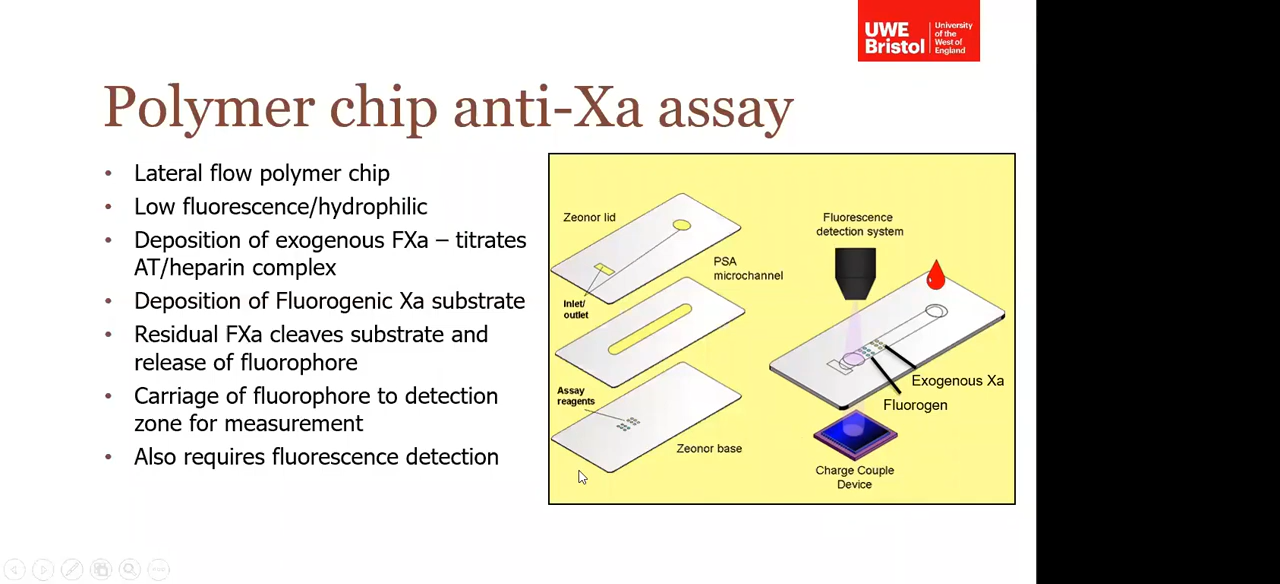 UWE
Bristol
University
of the
West of
England
Polymer chip anti-Xa assay
• Lateral flow polymer chip
• Low fluorescence/hydrophilic
• Deposition of exogenous FXa – titrates
AT/heparin complex
• Deposition of Fluorogenic Xa substrate
• Residual FXa cleaves substrate and
release of fluorophore
• Carriage of fluorophore to detection
zone for measurement
• Also requires fluorescence detection
Zeonor lid
PSA
microchannel
Inlet/
outlet
Assay
reagents
Zeonor base
Fluorescence
detection system
Exogenous Xa
Fluorogen
Charge Couple
Device